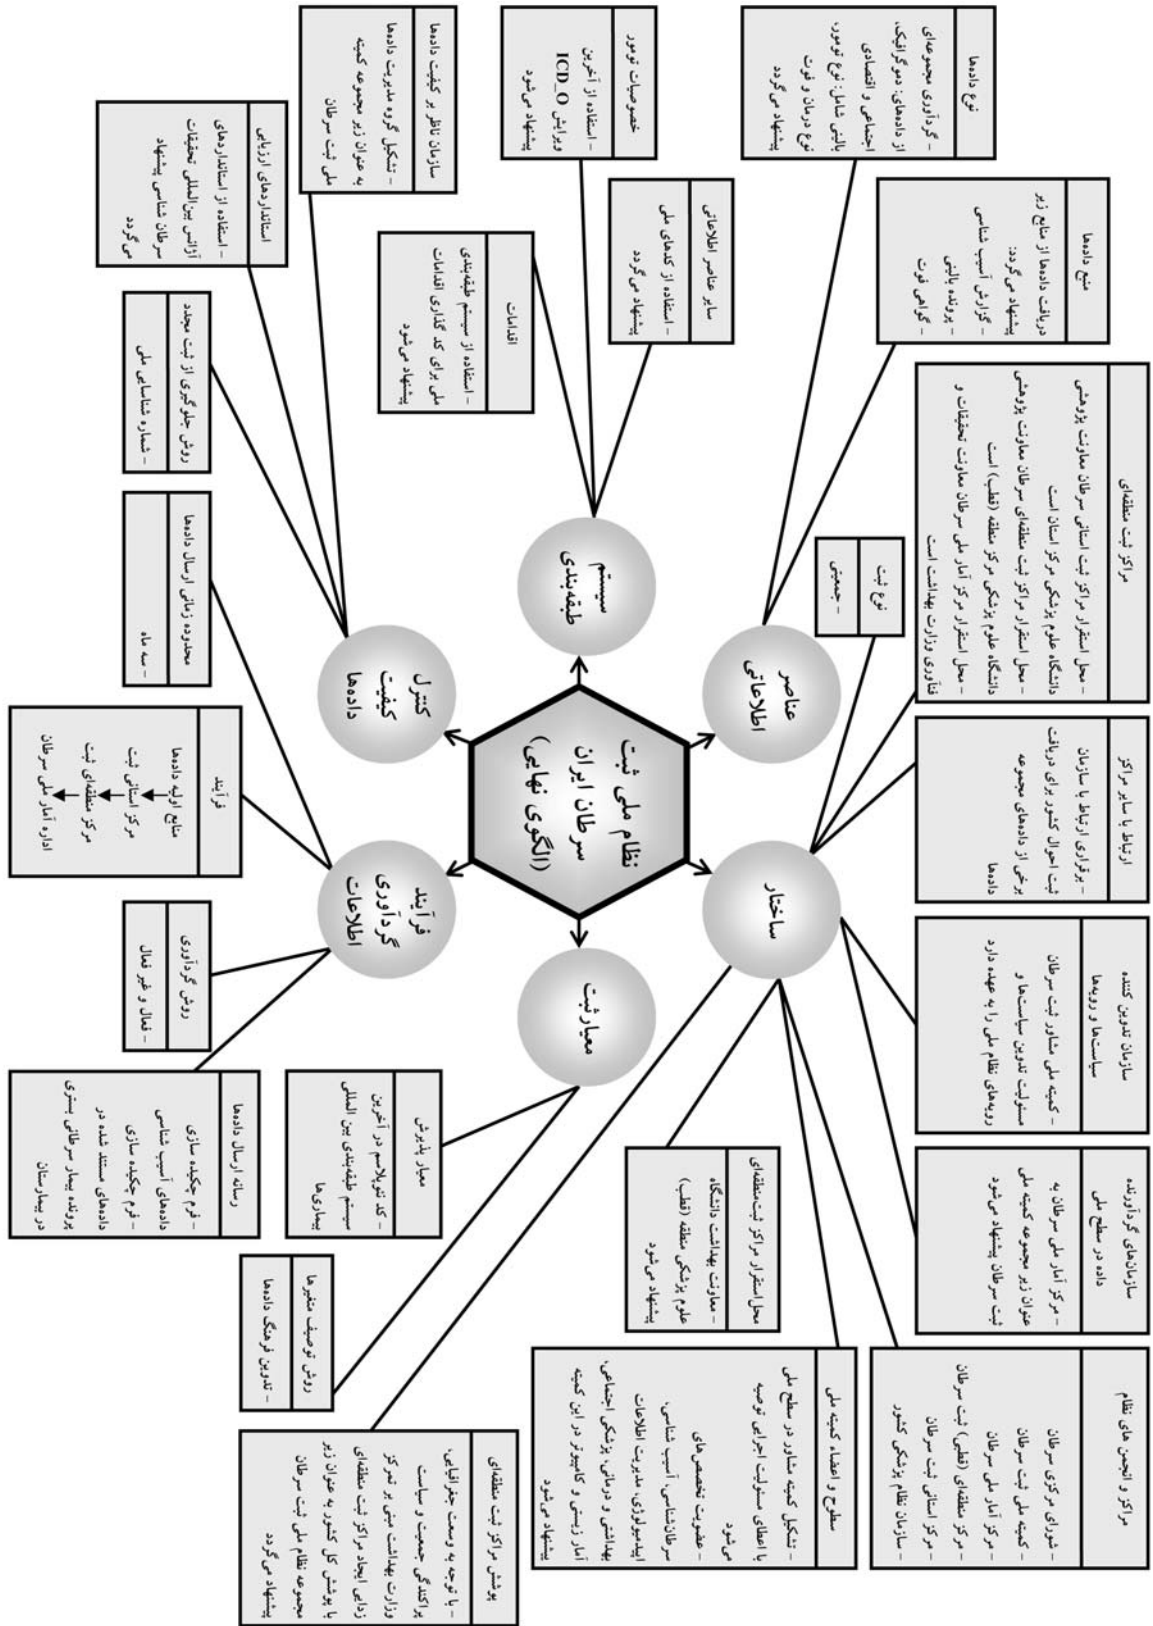 مراکز و انجمن های نظام
– شورای مرکزی سرطان
– کمیته ملی ثبت سرطان
– مرکز آمار ملی سرطان
– مرکز منطقه‌ای (قطبی) ثبت سرطان
– مرکز استانی ثبت سرطان
– سازمان نظام پزشکی کشور
سازمان‌های گردآورنده
داده در سطح ملی
– مرکز آمار ملی سرطان به
عنوان زیر مجموعه کمیته ملی
ثبت سرطان پیشنهاد می‌شود
سازمان تدوین کننده
سیاست‌ها و رویه‌ها
– کمیته ملی مشاور ثبت سرطان
مسئولیت تدوین سیاست‌ها و
رویه‌های نظام ملی را به عهده دارد
ارتباط با سایر مراکز
– برقراری ارتباط با سازمان
ثبت احوال کشور برای دریافت
برخی از داده‌های مجموعه
داده‌ها
مراکز ثبت منطقه‌ای
– محل استقرار مراکز ثبت استانی سرطان معاونت پژوهشی
دانشگاه علوم پزشکی مرکز استان است
– محل استقرار مراکز ثبت منطقه‌ای سرطان معاونت پژوهشی
دانشگاه علوم پزشکی مرکز منطقه (قطب) است
– محل استقرار مرکز آمار ملی سرطان معاونت تحقیقات و
فنآوری وزارت بهداشت است
منبع داده‌ها
دریافت داده‌ها از منابع زیر
پیشنهاد می‌گردد:
– گزارش آسیب شناسی
– پرونده بالینی
– گواهی فوت
نوع داده‌ها
– گردآوری مجموعه‌ای
از داده‌های: دموگرافیک،
اجتماعی و اقتصادی
بالینی شامل: نوع تومور،
نوع درمان و فوت
پیشنهاد می‌گردد
نوع ثبت
– جمعیتی
سطوح و اعضاء کمیته ملی
– تشکیل کمیته مشاور در سطح ملی
با اعطای مسئولیت اجرایی توصیه
می‌شود
– عضویت تخصص‌های
سرطان‌شناسی، آسیب شناسی،
اپیدمیولوژی، مدیریت اطلاعات
بهداشتی و درمانی، پزشکی اجتماعی،
آمار زیستی و کامپیوتر در این کمیته
پیشنهاد می‌شود
محل‌استقرار مراکز ثبت‌منطقه‌ای
– معاونت بهداشت دانشگاه
علوم پزشکی منطقه (قطب)
پیشنهاد می‌شود
ساختار
عناصر
اطلاعاتی
سایر عناصر اطلاعاتی
– استفاده از کدهای ملی
پیشنهاد می‌گردد
خصوصیات تومور
– استفاده از آخرین
ویرایش ICD_O
پیشنهاد می‌شود
معیار ثبت
نظام ملی ثبت
سرطان ایران
(الگوی نهایی)
سیستم
طبقه‌بندی
اقدامات
– استفاده از سیستم طبقه‌بندی
ملی برای کد گذاری اقدامات
پیشنهاد می‌شود
پوشش مراکز ثبت منطقه‌ای
– با توجه به وسعت جغرافیایی،
پراکندگی جمعیت و سیاست
وزارت بهداشت مبنی بر تمرکز
زدایی ایجاد مراکز ثبت منطقه‌ای
با پوشش کل کشور به عنوان زیر
مجموعه نظام ملی ثبت سرطان
پیشنهاد می‌گردد
معیار پذیرش
– کد نئوپلاسم در آخرین
سیستم طبقه‌بندی بین المللی
بیماری‌ها
فرآیند
گردآوری
اطلاعات
کنترل
کیفیت
داده‌ها
سازمان ناظر بر کیفیت داده‌ها
– تشکیل گروه مدیریت داده‌ها
به عنوان زیر مجموعه کمیته
ملی ثبت سرطان
روش توصیف متغیرها
– تدوین فرهنگ داده‌ها
رسانه ارسال داده‌ها
– فرم چکیده سازی
داده‌های آسیب شناسی
– فرم چکیده سازی
داده‌های مستند شده در
پرونده بیمار سرطانی بستری
در بیمارستان
روش گردآوری
– فعال و غیر فعال
فرآیند
منابع اولیه داده‌ها
مرکز استانی ثبت
مرکز منطقه‌ای ثبت
اداره آمار ملی سرطان
محدوده زمانی ارسال داده‌ها
– سه ماه
روش جلوگیری از ثبت مجدد
– شماره شناسایی ملی
استانداردهای ارزیابی
– استفاده از استانداردهای
آژانس بین‌المللی تحقیقات
سرطان شناسی پیشنهاد
می‌گردد